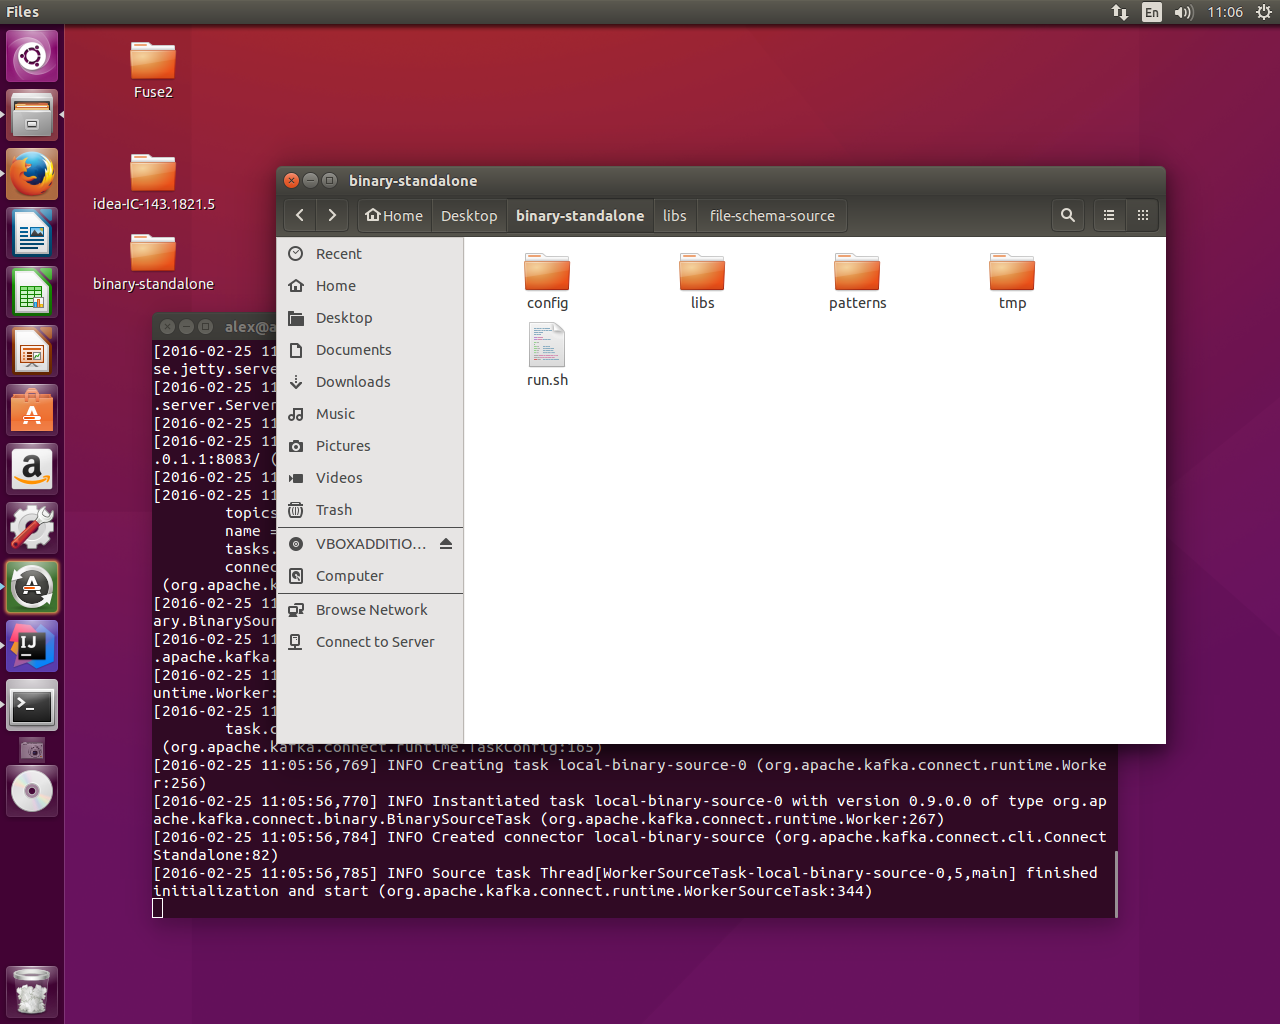 Files
En
11:06
Fuse2
idea-IC-143.1821.5
binary-standalone
binary-standalone
Home
Desktop
binary-standalone
libs
file-schema-source
Recent
Home
Desktop
Documents
Downloads
Music
Pictures
Videos
Trash
VBOXADDITIO...
Computer
Browse Network
Connect to Server
config
libs
patterns
tmp
run.sh
alex@a
[2016-02-25 11
se.jetty.serve
[2016-02-25 11
.server.Server
[2016-02-25 11
[2016-02-25 11
.0.1.1:8083/ (
[2016-02-25 11
[2016-02-25 11
topics
name =
tasks.
connec
(org.apache.k
[2016-02-25 11
ary.BinarySour
[2016-02-25 11
.apache.kafka.
[2016-02-25 11
untime.Worker:
[2016-02-25 11
task.c
(org.apache.kafka.connect.runtime.TaskConfig:165)
[2016-02-25 11:05:56,769] INFO Creating task local-binary-source-0 (org.apache.kafka.connect.runtime.Worke
r:256)
[2016-02-25 11:05:56,770] INFO Instantiated task local-binary-source-0 with version 0.9.0.0 of type org.ap
ache.kafka.connect.binary.BinarySourceTask (org.apache.kafka.connect.runtime.Worker:267)
[2016-02-25 11:05:56,784] INFO Created connector local-binary-source (org.apache.kafka.connect.cli.Connect
Standalone:82)
[2016-02-25 11:05:56,785] INFO Source task Thread[WorkerSourceTask-local-binary-source-0,5,main] finished
initialization and start (org.apache.kafka.connect.runtime.WorkerSourceTask:344)